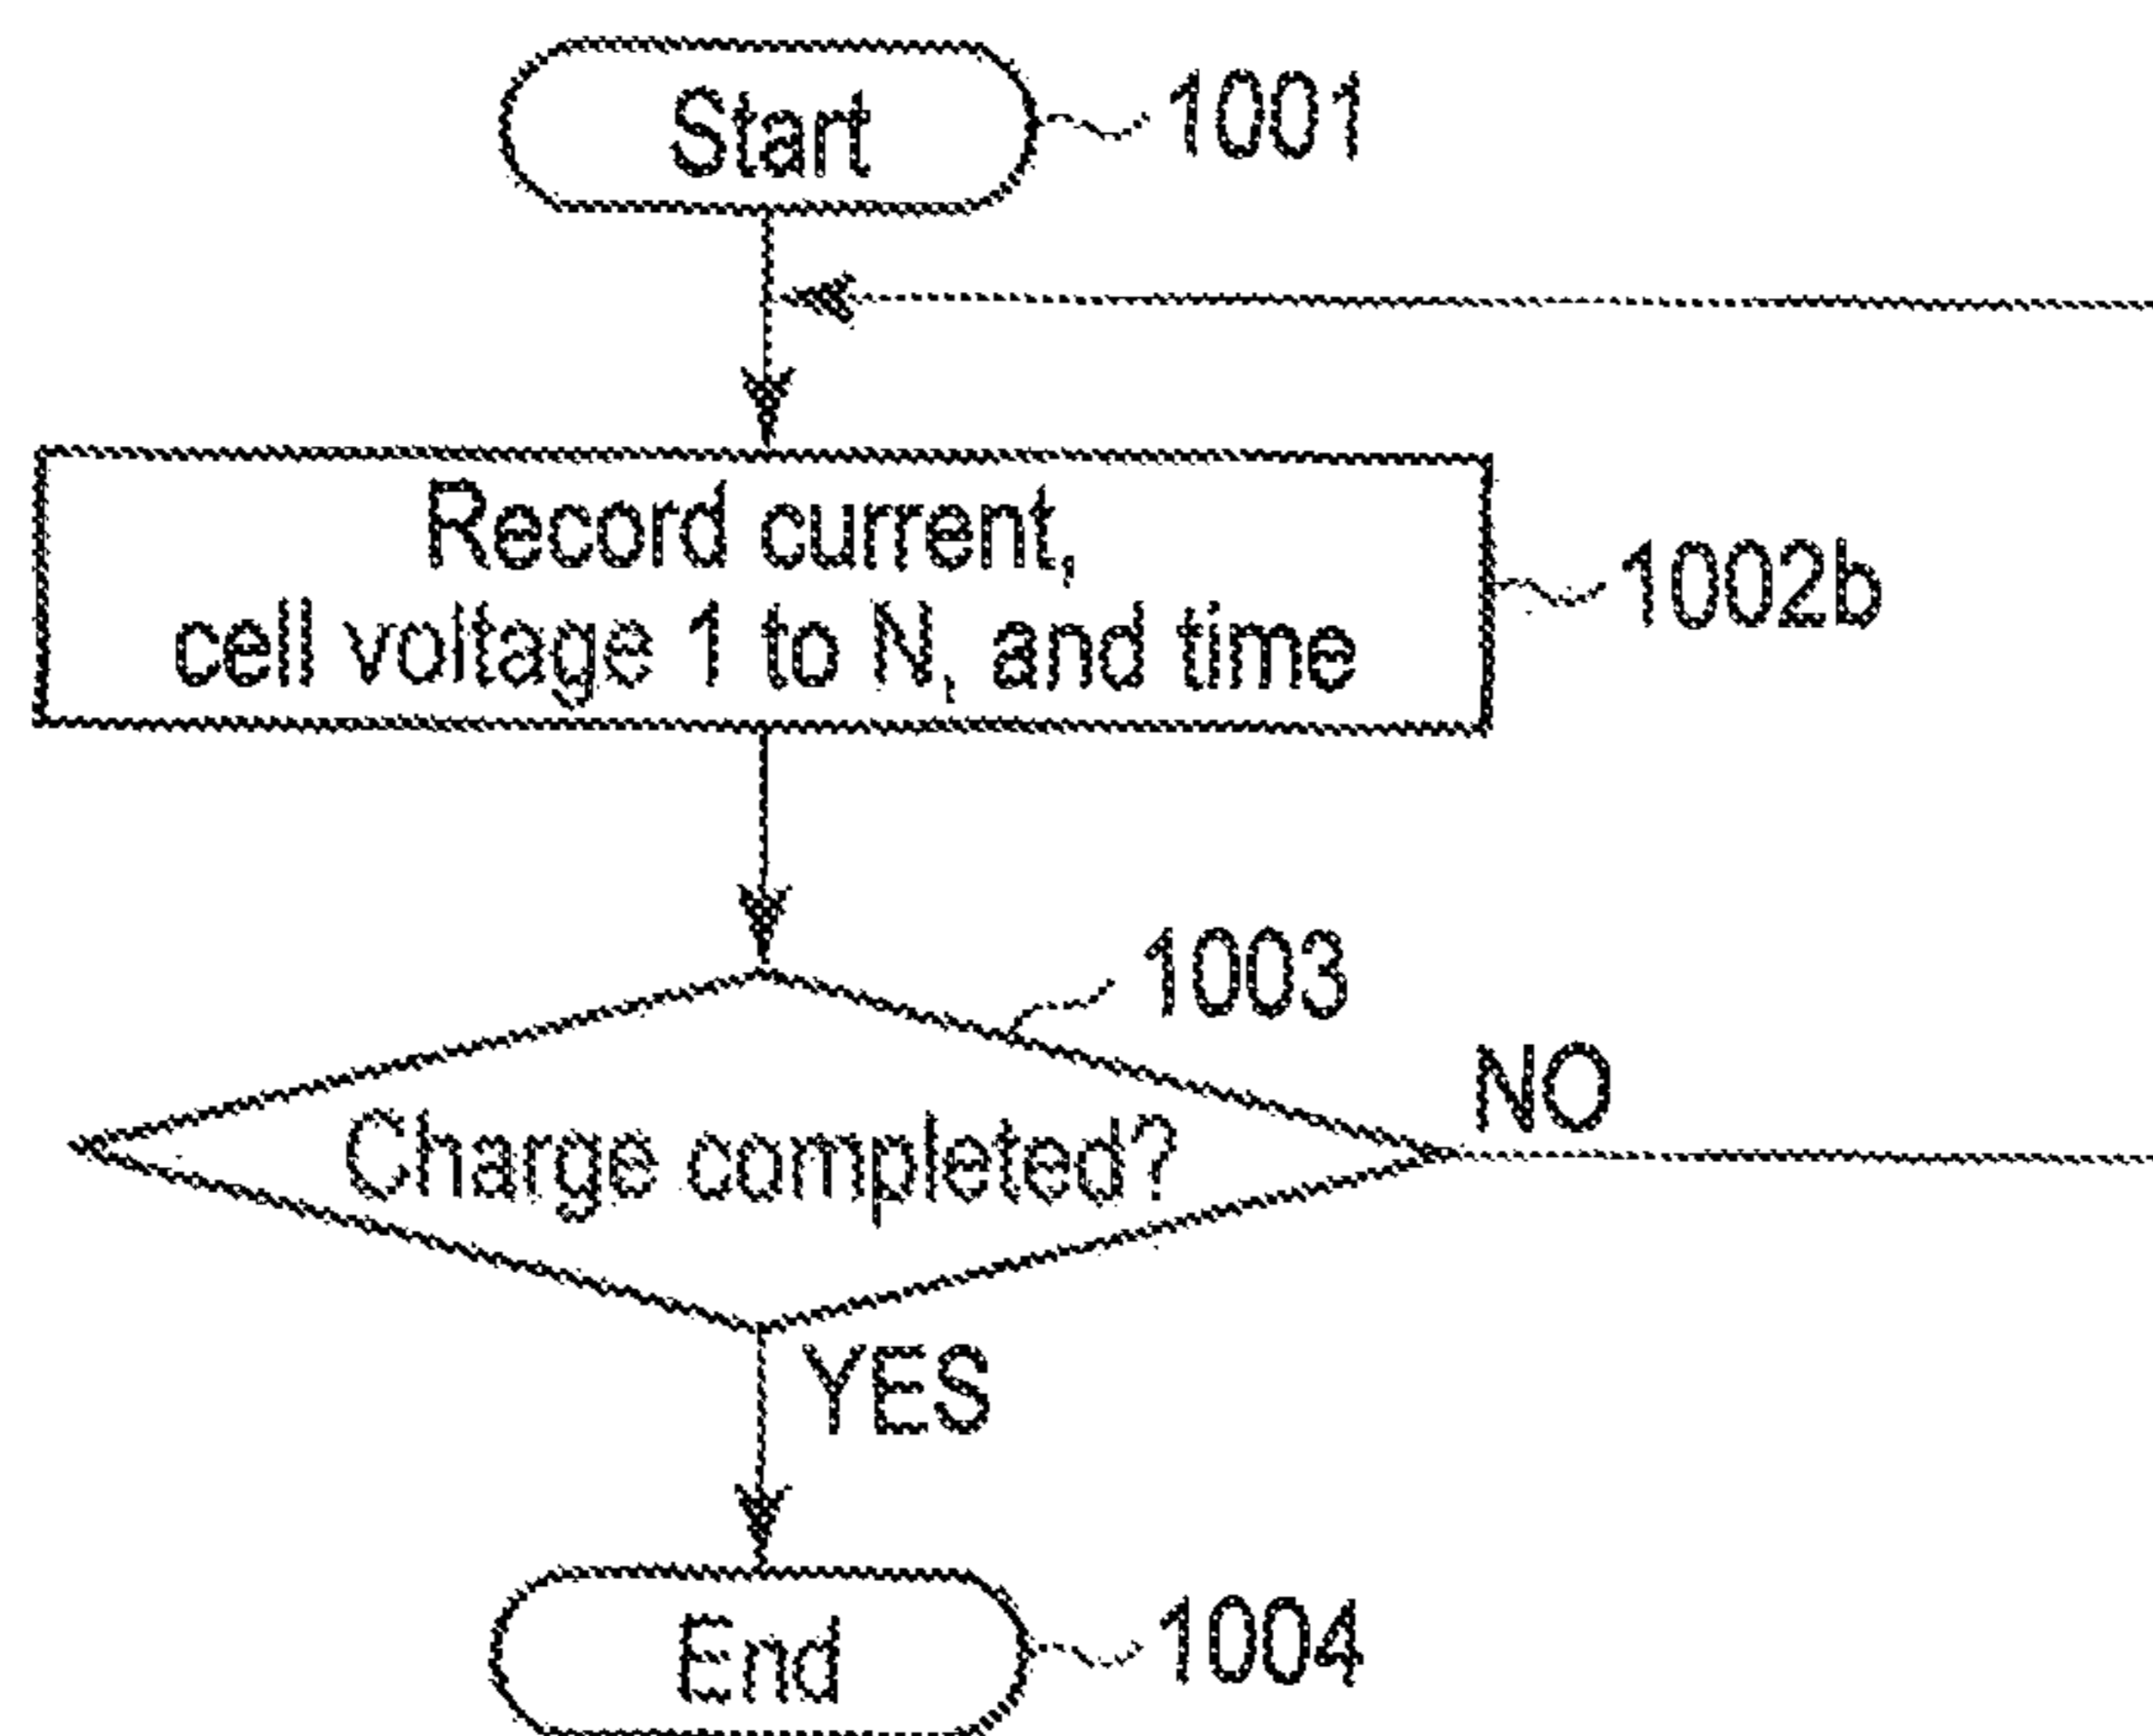 Start
1001
Record current,
cell voltage 1 to N, and time
1002b
1003
Charge completed?
NO
YES
End
1004